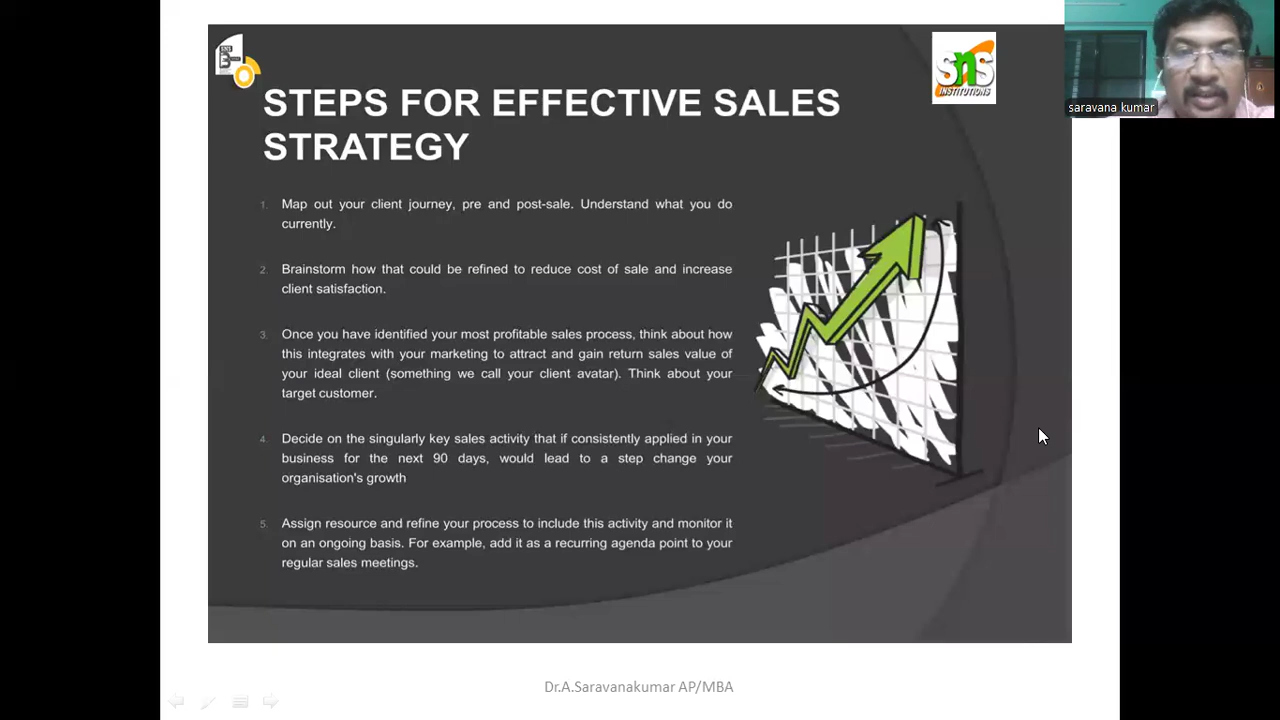 SNS
INSTITUTIONS
saravana kumar
STEPS FOR EFFECTIVE SALES
STRATEGY
1. Map out your client journey, pre and post-sale. Understand what you do
currently.
2. Brainstorm how that could be refined to reduce cost of sale and increase
client satisfaction.
3. Once you have identified your most profitable sales process, think about how
this integrates with your marketing to attract and gain return sales value of
your ideal client (something we call your client avatar). Think about your
target customer.
4. Decide on the singularly key sales activity that if consistently applied in your
business for the next 90 days, would lead to a step change your
organisation's growth
5. Assign resource and refine your process to include this activity and monitor it
on an ongoing basis. For example, add it as a recurring agenda point to your
regular sales meetings.
Dr.A.Saravanakumar AP/MBA